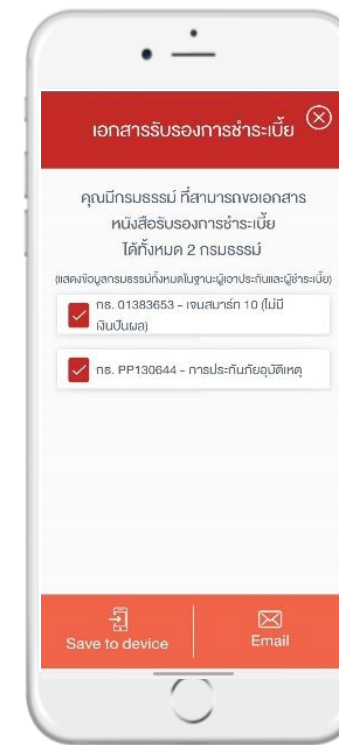 เอกสารรับรองการชำระเบี้ย
คุณมีกรมธรรม์ ที่สามารถขอเอกสาร
หนังสือรับรองการชำระเบี้ย
ได้ทั้งหมด 2 กรมธรรม์
(แสดงข้อมูลกรมธรรม์ทั้งหมดในฐานะผู้เอาประกันและผู้ชำระเบี้ย)
กธ. 01383653 - เจนสมาร์ท 10 (ไม่มี
เงินปันผล)
กธ. PP130644 - การประกันภัยอุบัติเหตุ
Save to device
Email